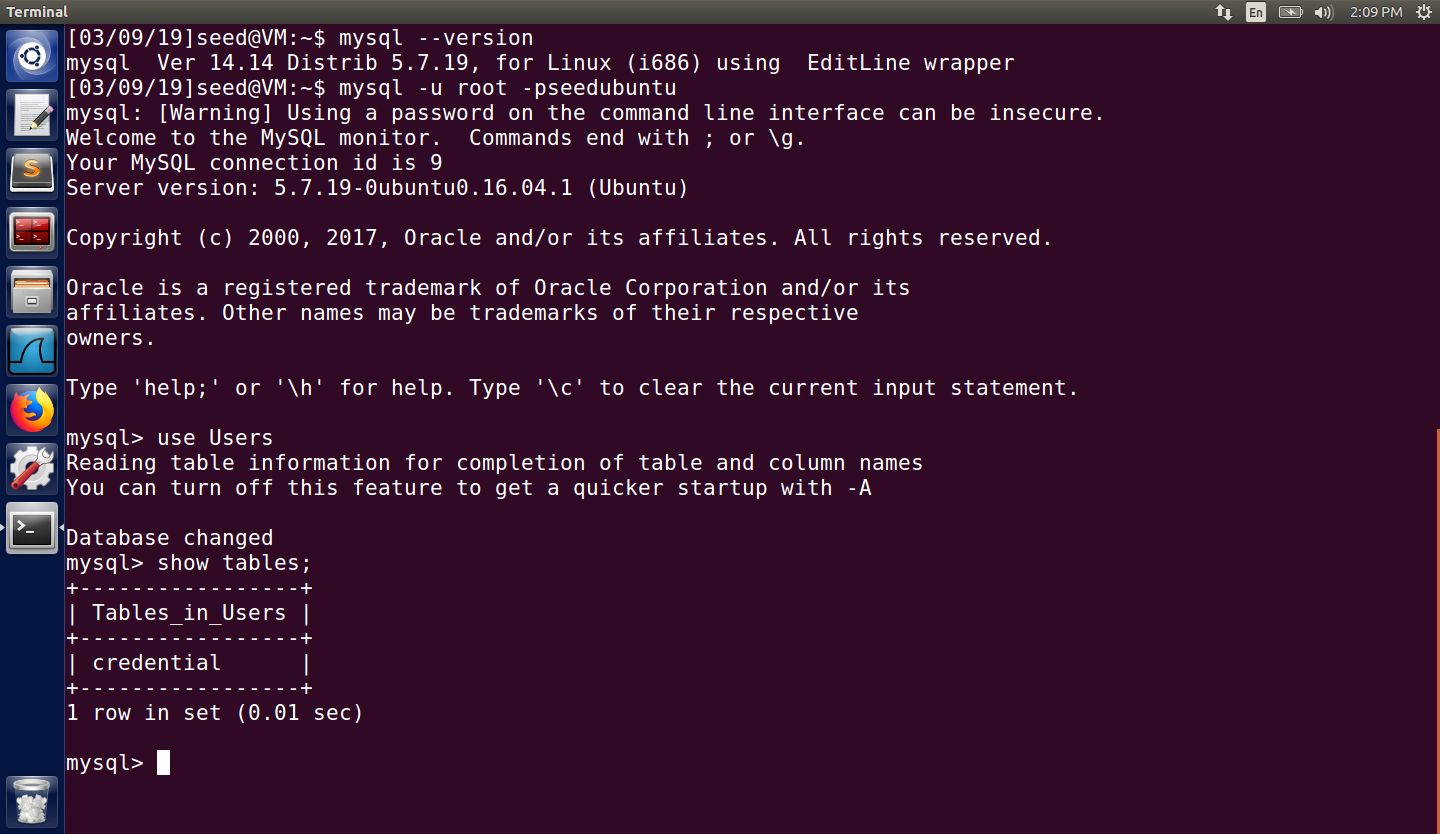 Terminal
En
2:09 PM
[03/09/19]seed@VM:~$ mysql --version
mysql  Ver 14.14 Distrib 5.7.19, for Linux (i686) using  EditLine wrapper
[03/09/19]seed@VM:~$ mysql -u root -pseedubuntu
mysql: [Warning] Using a password on the command line interface can be insecure.
Welcome to the MySQL monitor.  Commands end with ; or \g.
Your MySQL connection id is 9
Server version: 5.7.19-0ubuntu0.16.04.1 (Ubuntu)
Copyright (c) 2000, 2017, Oracle and/or its affiliates. All rights reserved.
Oracle is a registered trademark of Oracle Corporation and/or its
affiliates. Other names may be trademarks of their respective
owners.
Type 'help;' or '\h' for help. Type '\c' to clear the current input statement.
mysql> use Users
Reading table information for completion of table and column names
You can turn off this feature to get a quicker startup with -A
Database changed
mysql> show tables;
+-----------------+
| Tables_in_Users |
+-----------------+
| credential      |
+-----------------+
1 row in set (0.01 sec)
mysql>